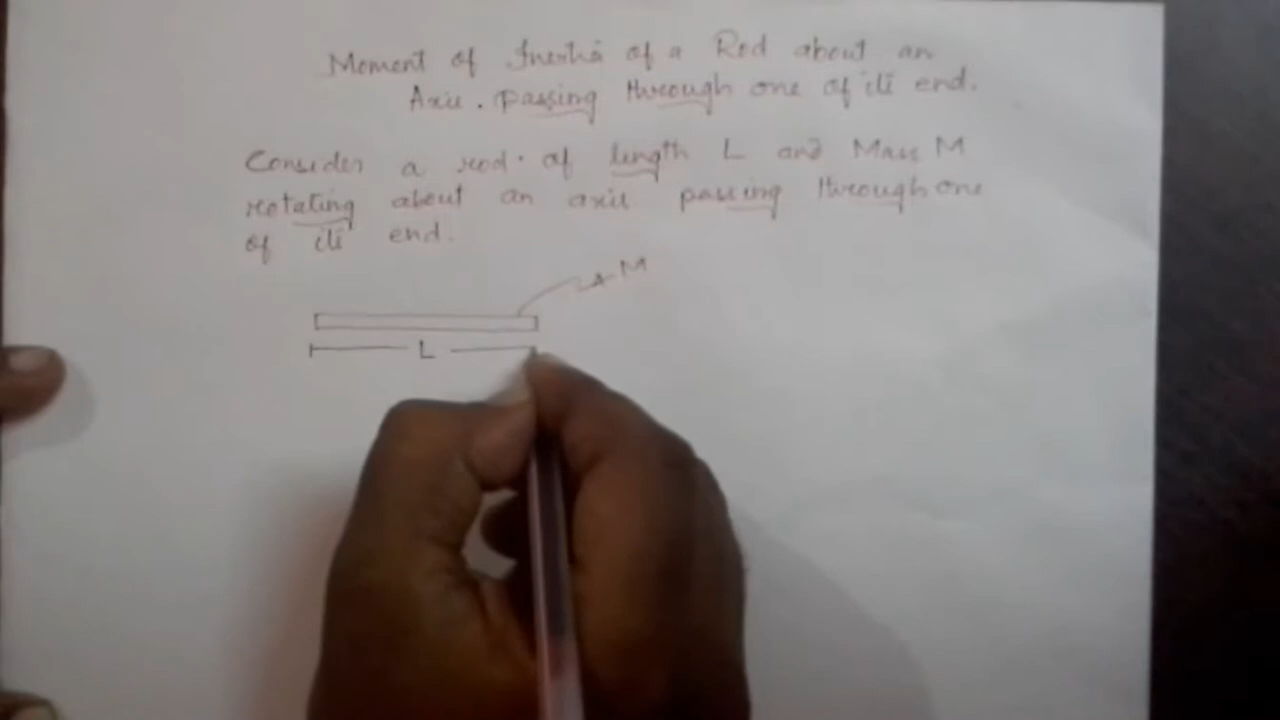 Moment of Inertia of a Rod about an
Axis. passing through one of its end.
Consider a rod. of length L and Mass M
rotating about an axis passing through one
of its end.
M
L